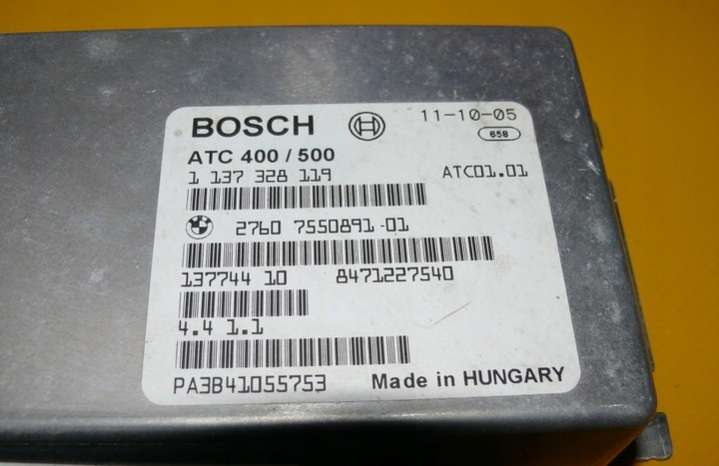 BOSCH 11-10-05
658
ATC 400 / 500
1 137 328 119 ATC01.01
2760 7550891-01
137744 10 8471227540
4.4 1.1
PA3B41055753 Made in HUNGARY